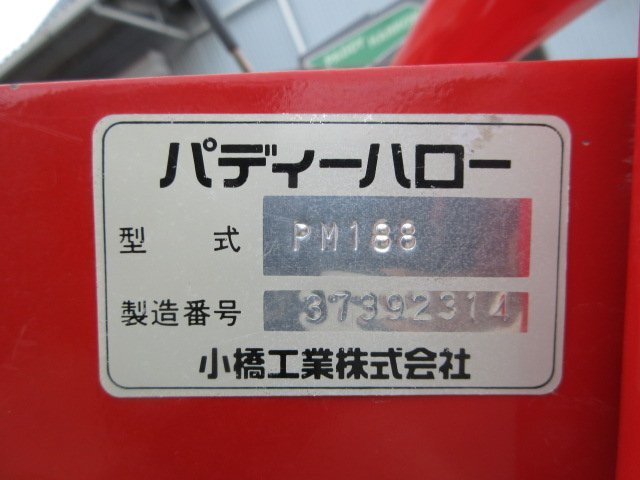 パディーハロー
型式 PM188
製造番号 37392314
小橋工業株式会社